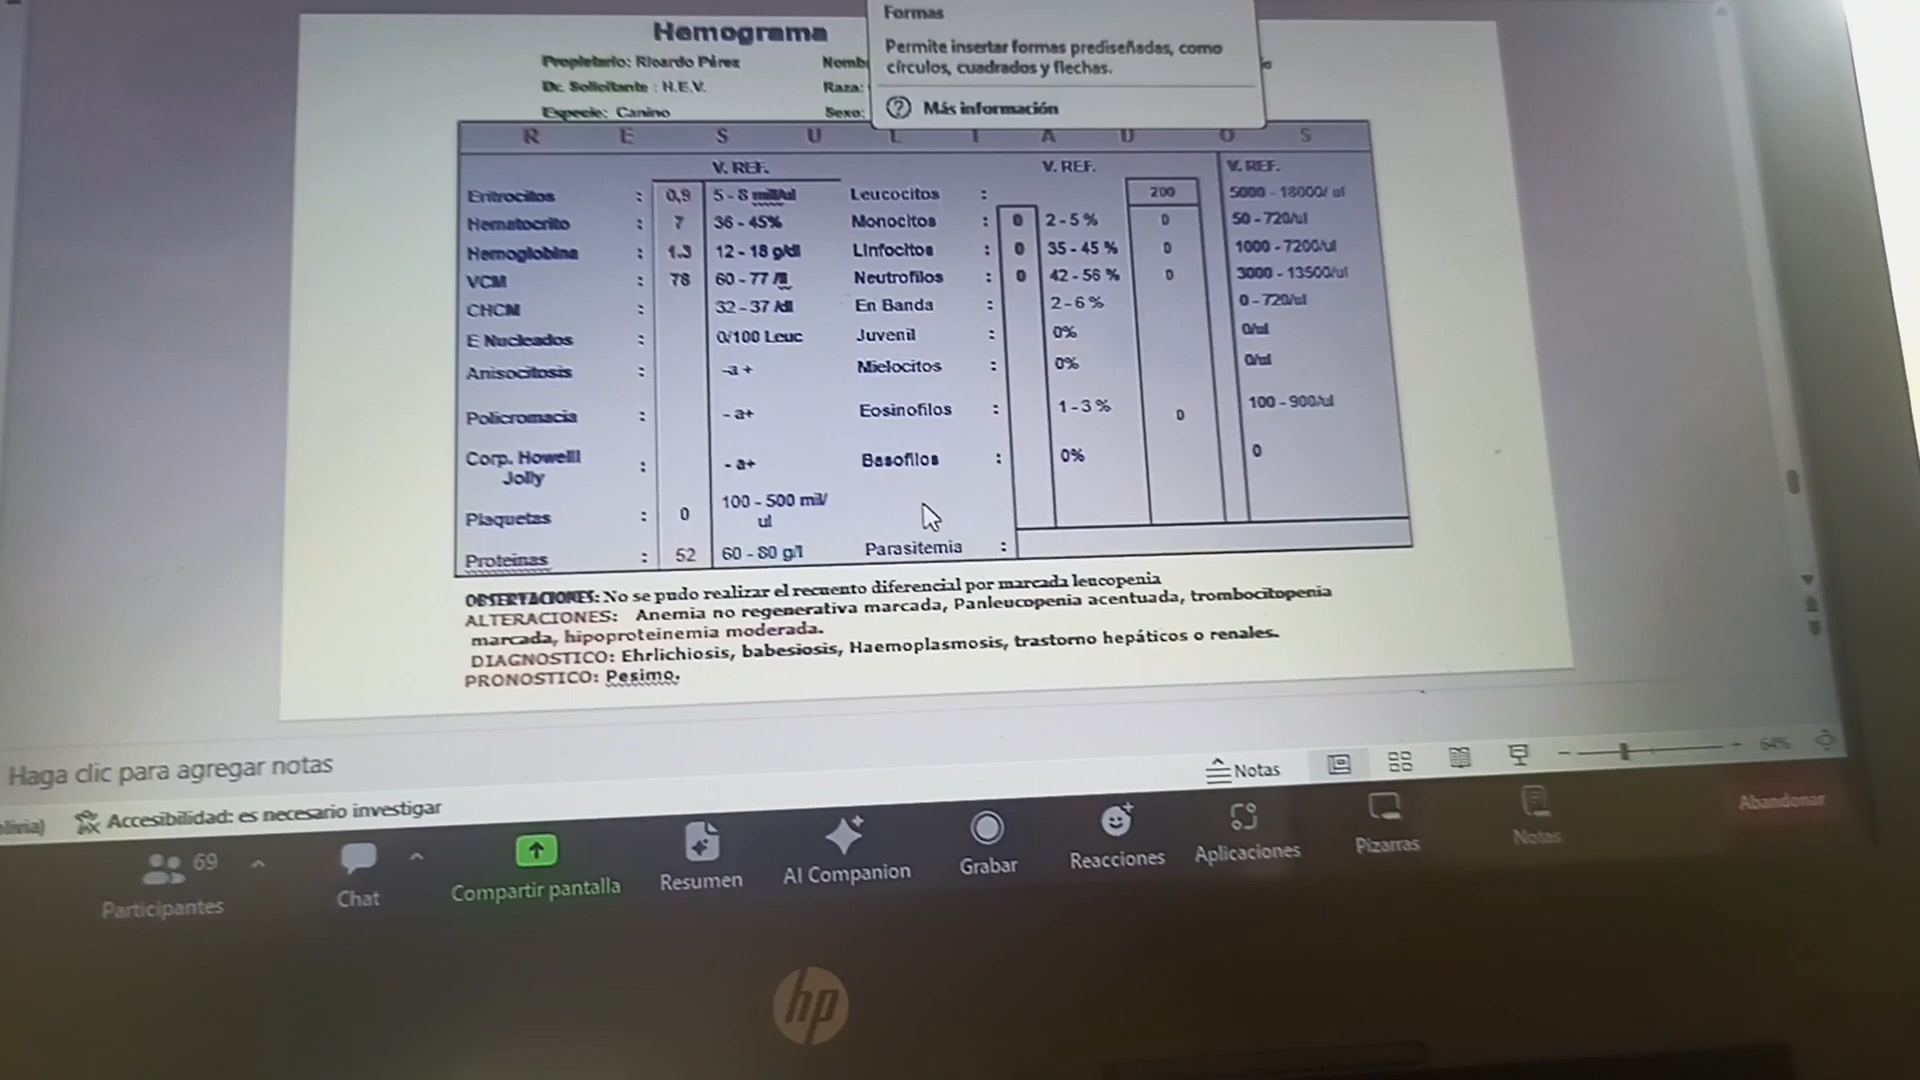 Hemograma
Formas
Permite insertar formas prediseñadas, como
círculos, cuadrados y flechas.
Más información
Propietario: Ricardo Pérez
Dr. Solicitante : H.E.V.
Raza:
Especie: Canino
Sexo:
R E S U L T A D O S
V. REF. V. REF. V. REF.
Eritrocitos : 0,9 5 - 8 mill/ul Leucocitos : 200 5000 - 18000/ ul
Hematocrito : 7 36 - 45% Monocitos : 0 2 - 5 % 0 50 - 720/ul
Hemoglobina : 1.3 12 - 18 g/dl Linfocitos : 0 35 - 45 % 0 1000 - 7200/ul
VCM : 78 60 - 77 /fl Neutrofilos : 0 42 - 56 % 0 3000 - 13500/ul
CHCM : 32 - 37 /dl En Banda : 2 - 6 % 0 - 720/ul
E Nucleados : 0/100 Leuc Juvenil : 0% 0/ul
Anisocitosis : -a + Mielocitos : 0% 0/ul
Policromacia : - a+ Eosinofilos : 1 - 3 % 0 100 - 900/ul
Corp. Howelll
Jolly : - a+ Basofilos : 0% 0
Plaquetas : 0 100 - 500 mil/
ul
Proteinas : 52 60 - 80 g/l Parasitemia :
OBSERVACIONES: No se pudo realizar el recuento diferencial por marcada leucopenia
ALTERACIONES: Anemia no regenerativa marcada, Panleucopenia acentuada, trombocitopenia
marcada, hipoproteinemia moderada.
DIAGNOSTICO: Ehrlichiosis, babesiosis, Haemoplasmosis, trastorno hepáticos o renales.
PRONOSTICO: Pesimo.
Haga clic para agregar notas
Notas
64%
Accesibilidad: es necesario investigar
69
Participantes
Chat
Compartir pantalla
Resumen
AI Companion
Grabar
Reacciones
Aplicaciones
Pizarras
Notas
Abandonar
hp